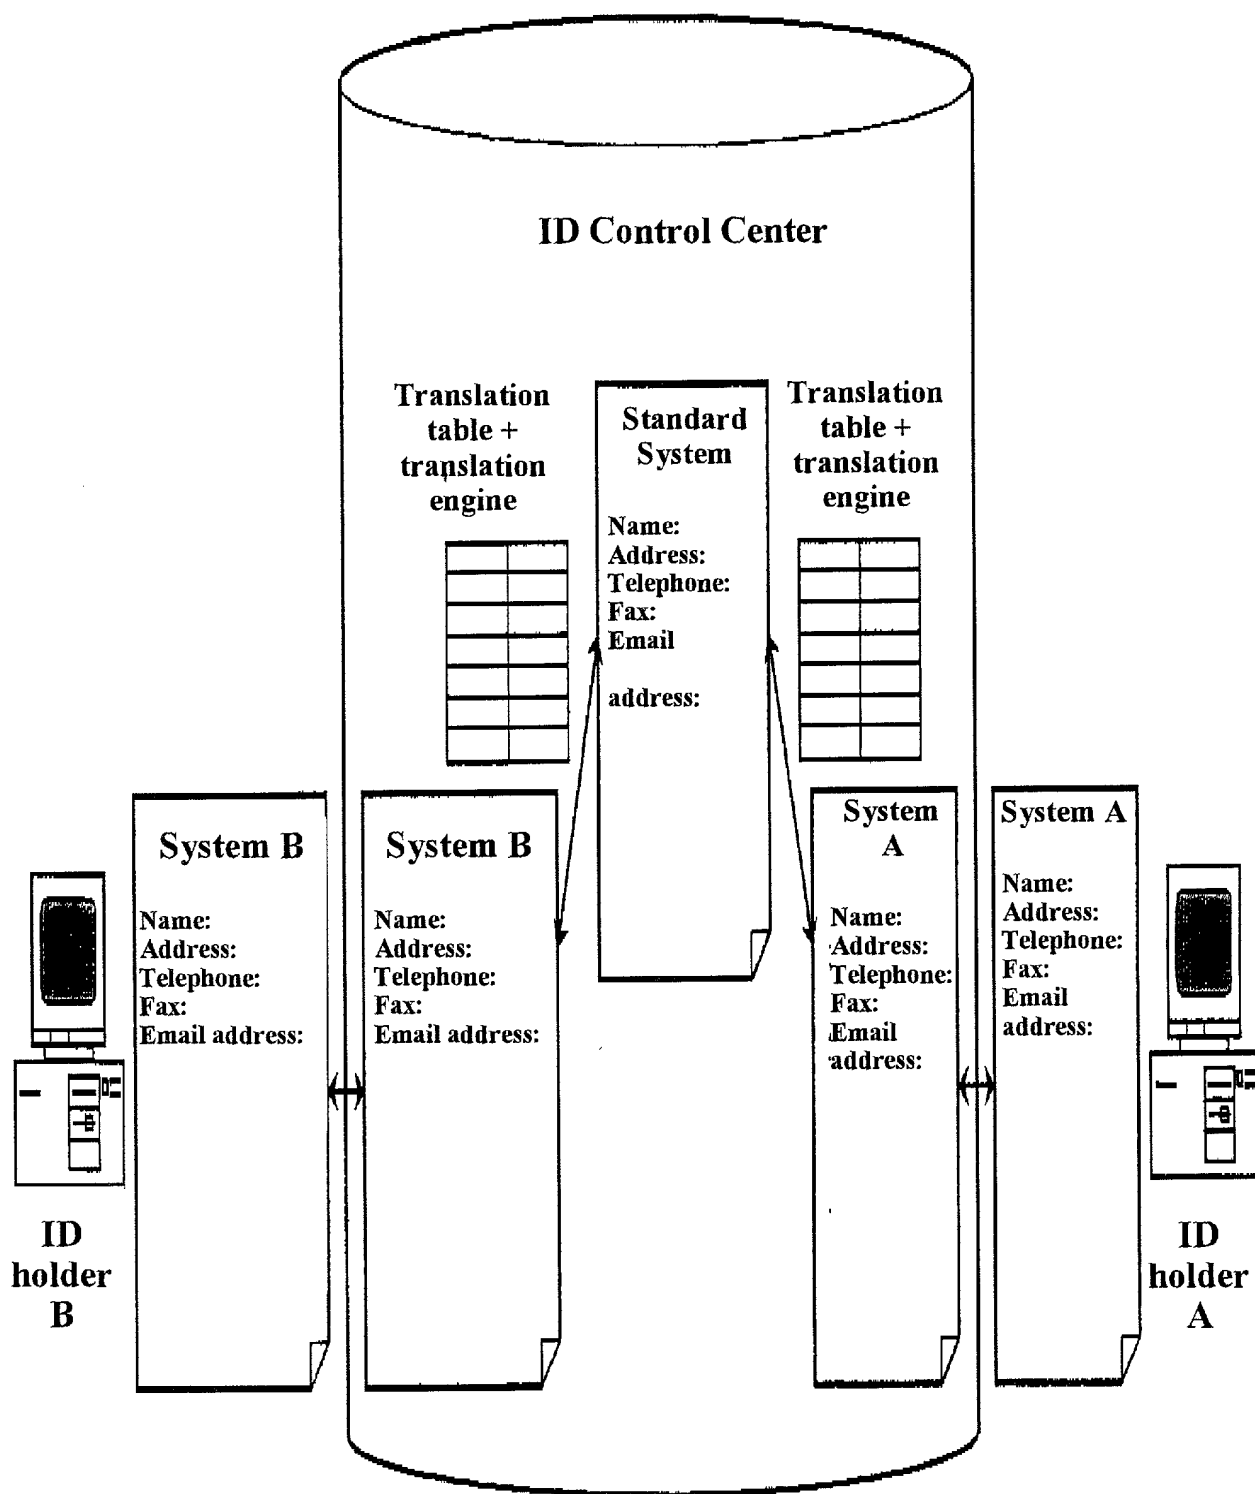 ID Control Center
Translation
table +
translation
engine
Standard
System
Name:
Address:
Telephone:
Fax:
Email
address:
Translation
table +
translation
engine
System B
Name:
Address:
Telephone:
Fax:
Email address:
System B
Name:
Address:
Telephone:
Fax:
Email address:
System
A
Name:
Address:
Telephone:
Fax:
Email
address:
System A
Name:
Address:
Telephone:
Fax:
Email
address:
ID
holder
B
ID
holder
A